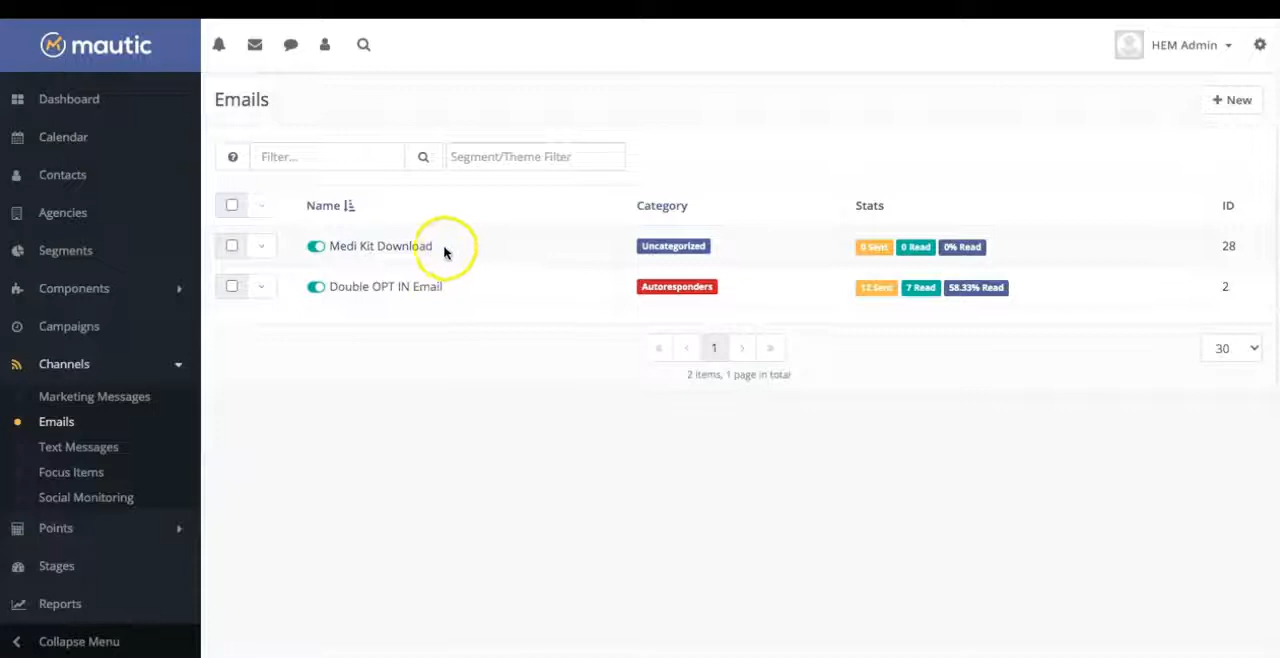 mautic
HEM Admin
Dashboard
Emails
+ New
Calendar
Filter...
Segment/Theme Filter
Contacts
Agencies
Name
Category
Stats
ID
Segments
Medi Kit Download
Uncategorized
0 Sent
0 Read
0% Read
28
Components
Double OPT IN Email
Autoresponders
12 Sent
7 Read
58.33% Read
2
Campaigns
« ‹ 1 › »
30
Channels
2 items, 1 page in total
Marketing Messages
Emails
Text Messages
Focus Items
Social Monitoring
Points
Stages
Reports
Collapse Menu